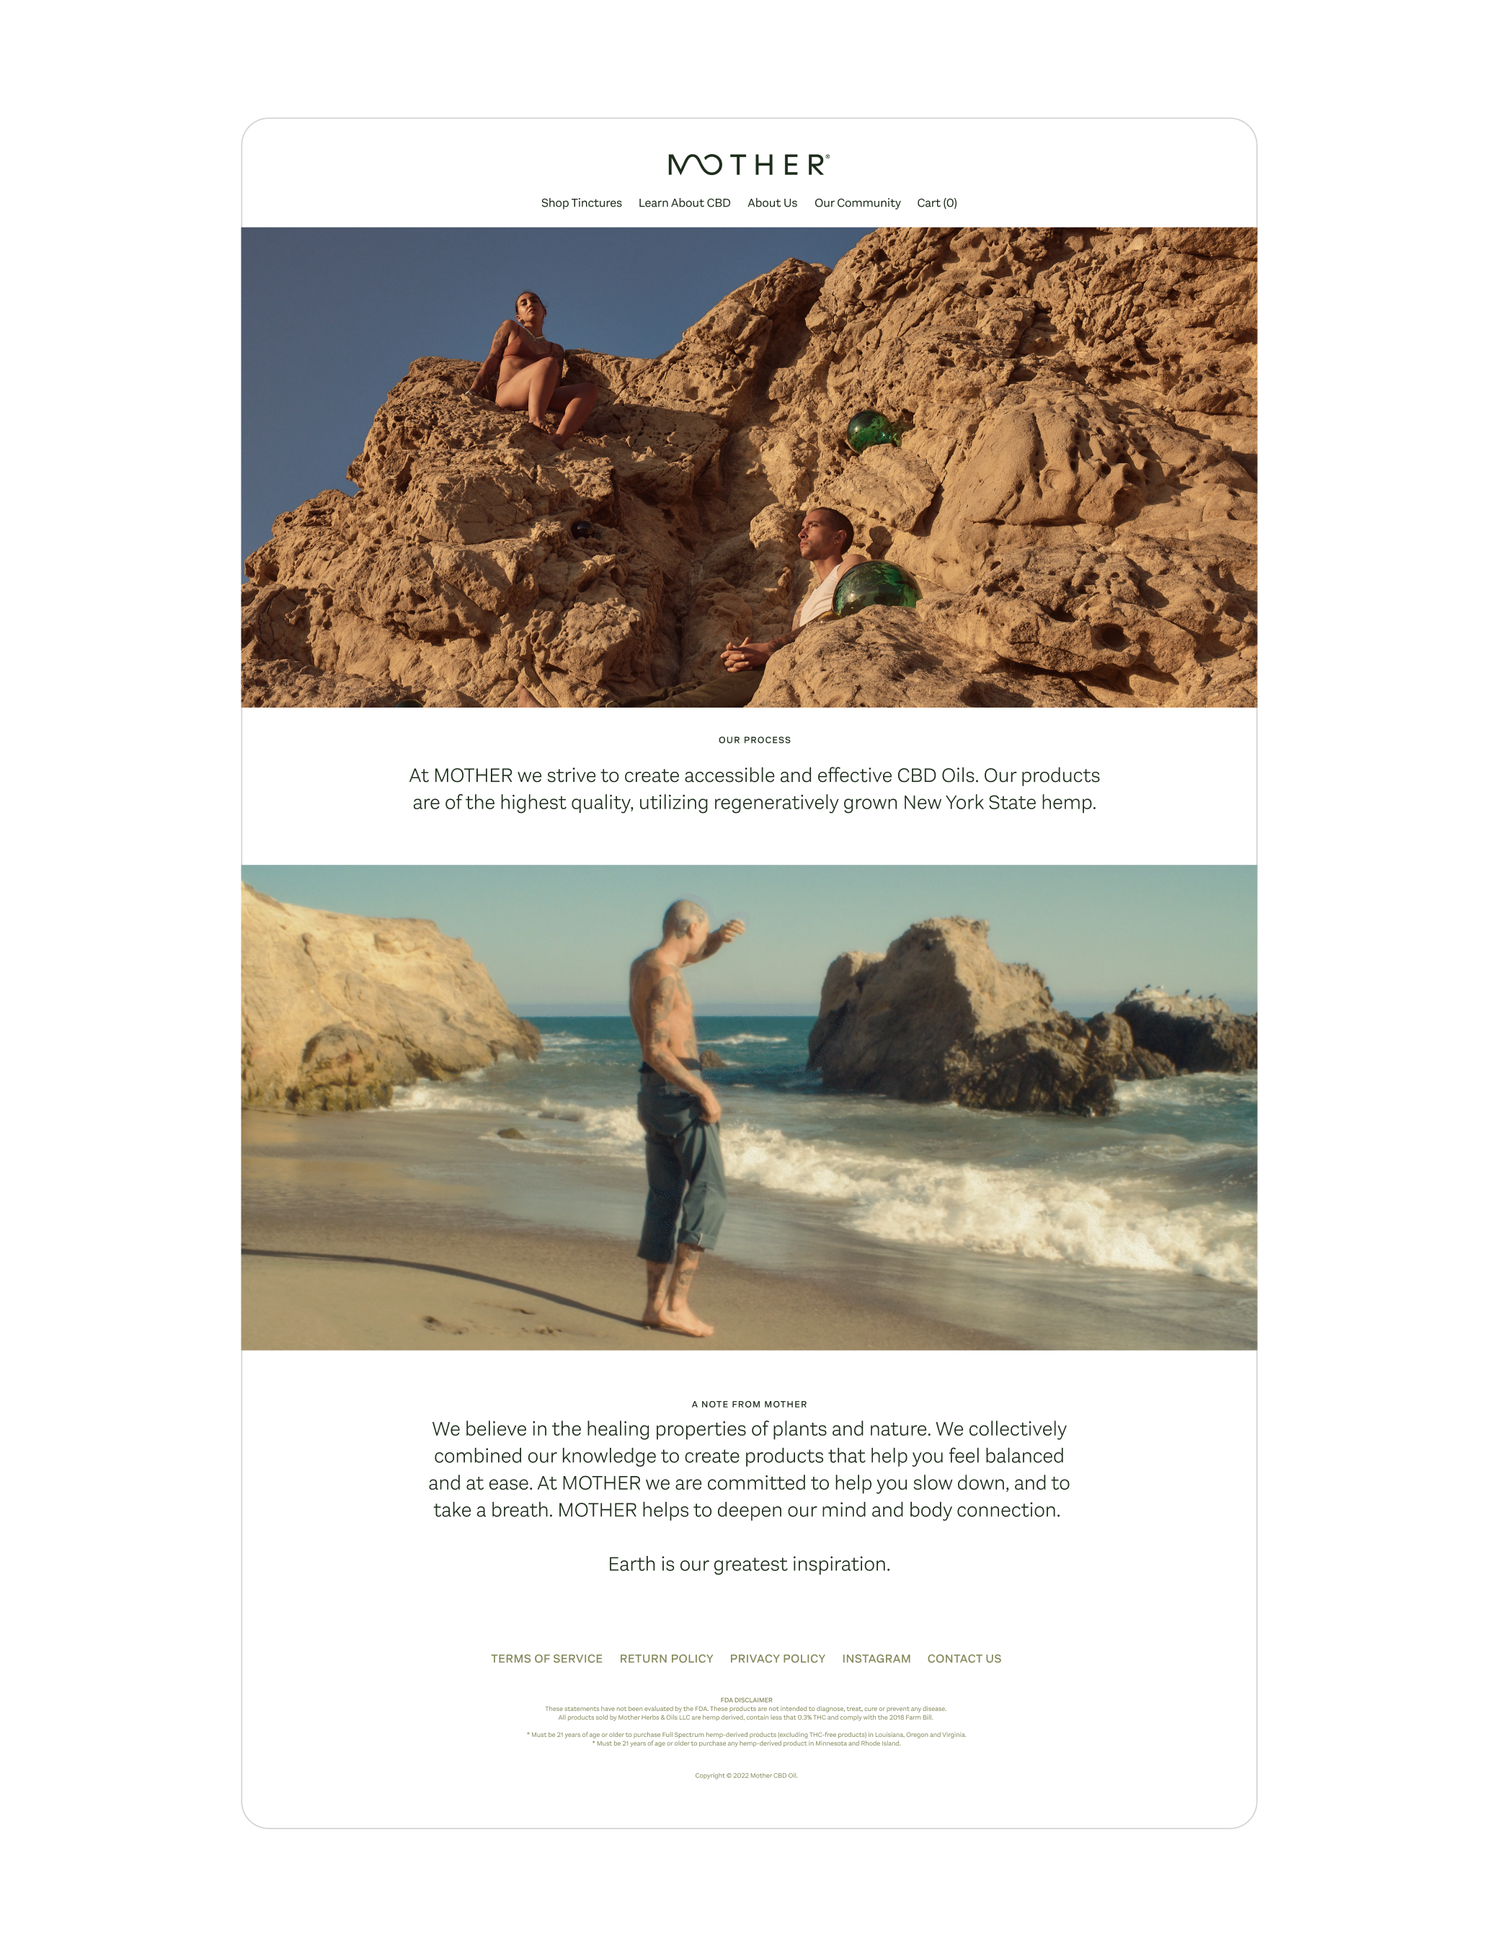 MOTHER®
Shop Tinctures Learn About CBD About Us Our Community Cart (0)
OUR PROCESS
At MOTHER we strive to create accessible and effective CBD Oils. Our products
are of the highest quality, utilizing regeneratively grown New York State hemp.
A NOTE FROM MOTHER
We believe in the healing properties of plants and nature. We collectively
combined our knowledge to create products that help you feel balanced
and at ease. At MOTHER we are committed to help you slow down, and to
take a breath. MOTHER helps to deepen our mind and body connection.
Earth is our greatest inspiration.
TERMS OF SERVICE RETURN POLICY PRIVACY POLICY INSTAGRAM CONTACT US
FDA DISCLAIMER
These statements have not been evaluated by the FDA. These products are not intended to diagnose, treat, cure or prevent any disease.
All products sold by Mother Herbs & Oils LLC are hemp derived; contain less that 0.3% THC and comply with the 2018 Farm Bill.
* Must be 21 years of age or older to purchase Full Spectrum hemp-derived products (excluding THC-free products) in Louisiana, Oregon and Virginia.
* Must be 21 years of age or older to purchase any hemp-derived product in Minnesota and Rhode Island.
Copyright © 2022 Mother CBD Oil.